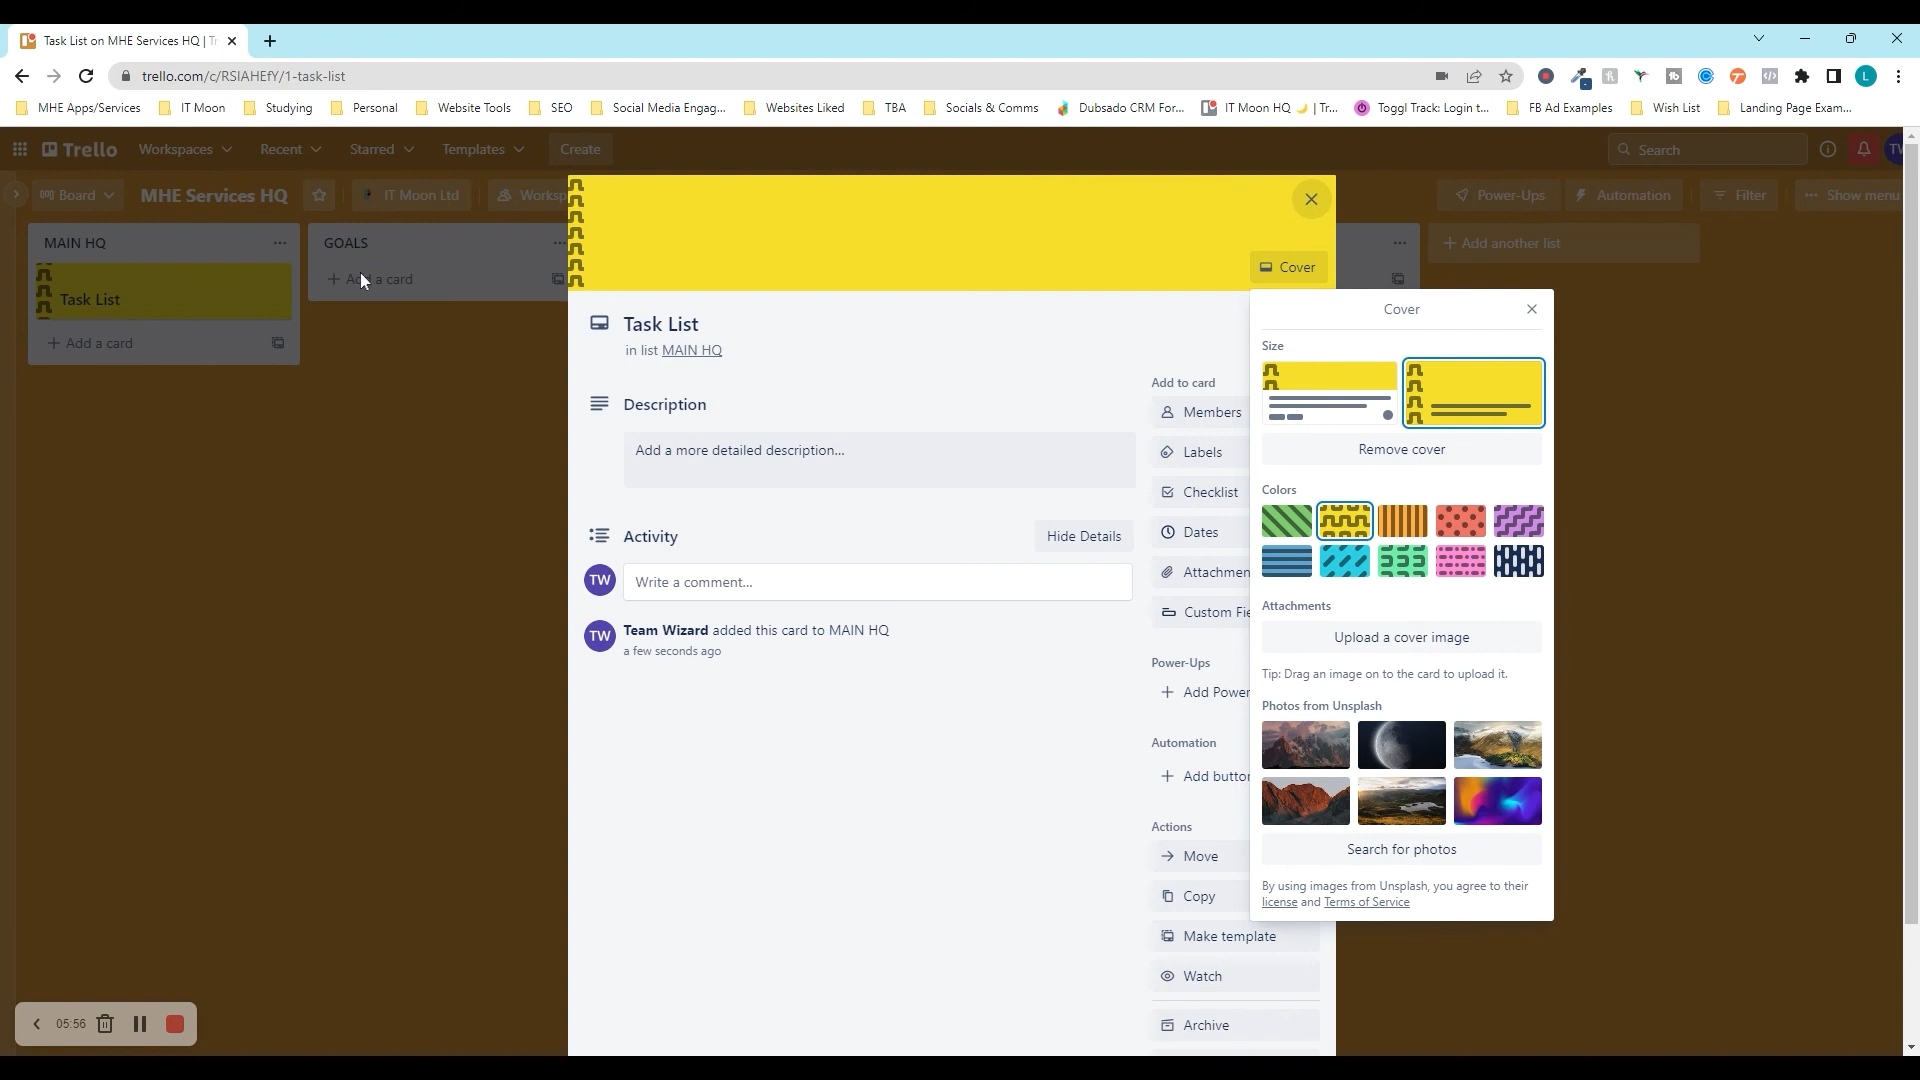 Task List on MHE Services HQ | Tr
trello.com/c/RSIAHEfY/1-task-list
L
MHE Apps/Services
IT Moon
Studying
Personal
Website Tools
SEO
Social Media Engag...
Websites Liked
TBA
Socials & Comms
Dubsado CRM For...
IT Moon HQ 🌙 | Tr...
Toggl Track: Login t...
FB Ad Examples
Wish List
Landing Page Exam...
Trello
Workspaces
Recent
Starred
Templates
Create
Search
TW
Board
MHE Services HQ
IT Moon Ltd
Worksp
Power-Ups
Automation
Filter
Show menu
MAIN HQ
Task List
+ Add a card
GOALS
+ Add a card
+ Add another list
Cover
Task List
in list MAIN HQ
Description
Add a more detailed description...
Activity
Hide Details
TW
Write a comment...
TW
Team Wizard added this card to MAIN HQ
a few seconds ago
Add to card
Members
Labels
Checklist
Dates
Attachmen
Custom Fie
Power-Ups
+ Add Power
Automation
+ Add button
Actions
Move
Copy
Make template
Watch
Archive
Cover
Size
Remove cover
Colors
Attachments
Upload a cover image
Tip: Drag an image on to the card to upload it.
Photos from Unsplash
Search for photos
By using images from Unsplash, you agree to their
license and Terms of Service
05:56